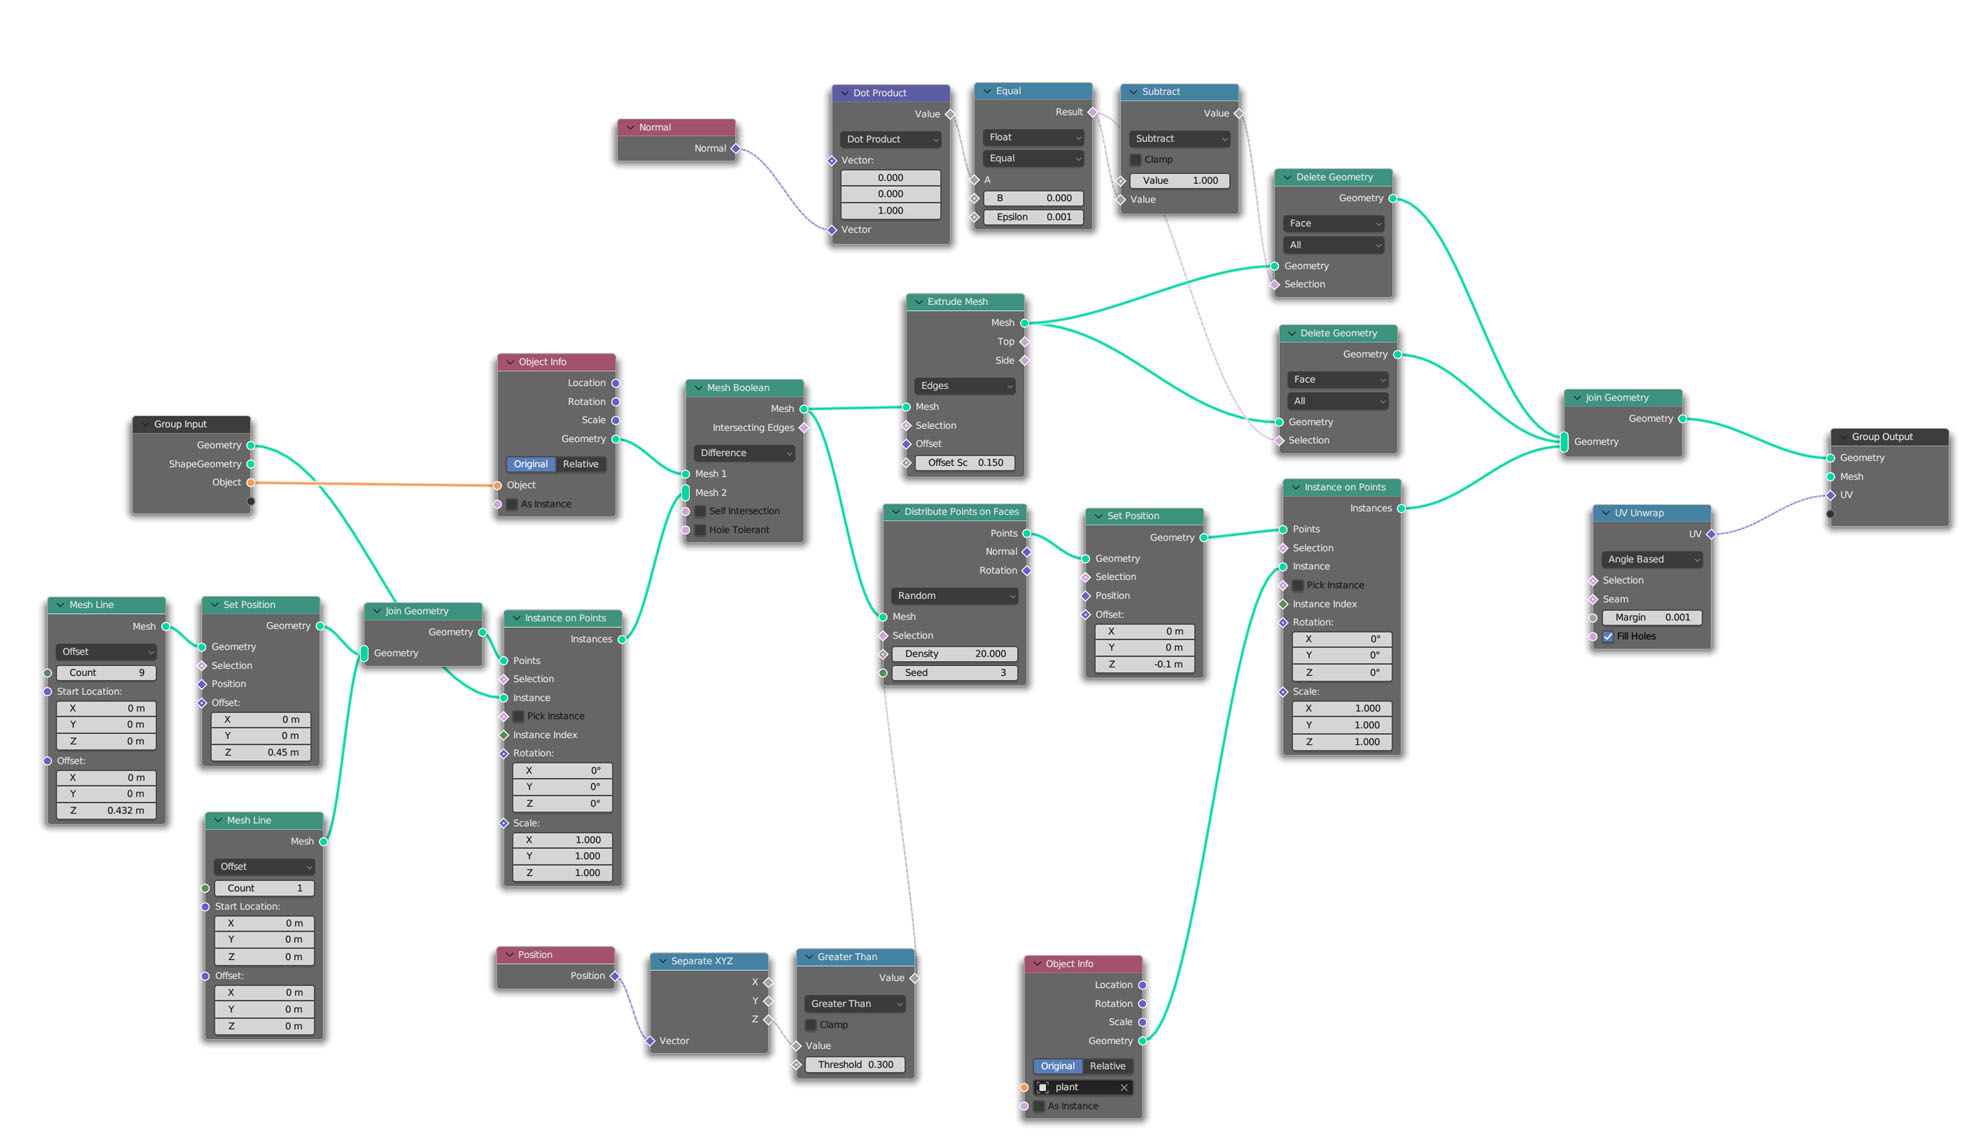 Normal
Normal
Dot Product
Value
Dot Product
Vector:
0.000
0.000
1.000
Vector
Equal
Result
Float
Equal
A
B 0.000
Epsilon 0.001
Subtract
Value
Subtract
Clamp
Value 1.000
Value
Delete Geometry
Geometry
Face
All
Geometry
Selection
Extrude Mesh
Mesh
Top
Side
Edges
Mesh
Selection
Offset
Offset Sc 0.150
Delete Geometry
Geometry
Face
All
Geometry
Selection
Object Info
Location
Rotation
Scale
Geometry
Original Relative
Object
As Instance
Mesh Boolean
Mesh
Intersecting Edges
Difference
Mesh 1
Mesh 2
Self Intersection
Hole Tolerant
Group Input
Geometry
ShapeGeometry
Object
Join Geometry
Geometry
Geometry
Group Output
Geometry
Mesh
UV
UV Unwrap
UV
Angle Based
Selection
Seam
Margin 0.001
Fill Holes
Distribute Points on Faces
Points
Normal
Rotation
Random
Mesh
Selection
Density 20.000
Seed 3
Set Position
Geometry
Geometry
Selection
Position
Offset:
X 0 m
Y 0 m
Z -0.1 m
Instance on Points
Instances
Points
Selection
Instance
Pick Instance
Instance Index
Rotation:
X 0°
Y 0°
Z 0°
Scale:
X 1.000
Y 1.000
Z 1.000
Mesh Line
Mesh
Offset
Count 9
Start Location:
X 0 m
Y 0 m
Z 0 m
Offset:
X 0 m
Y 0 m
Z 0.432 m
Set Position
Geometry
Geometry
Selection
Position
Offset:
X 0 m
Y 0 m
Z 0.45 m
Join Geometry
Geometry
Geometry
Instance on Points
Instances
Points
Selection
Instance
Pick Instance
Instance Index
Rotation:
X 0°
Y 0°
Z 0°
Scale:
X 1.000
Y 1.000
Z 1.000
Mesh Line
Mesh
Offset
Count 1
Start Location:
X 0 m
Y 0 m
Z 0 m
Offset:
X 0 m
Y 0 m
Z 0 m
Position
Position
Separate XYZ
X
Y
Z
Vector
Greater Than
Value
Greater Than
Clamp
Value
Threshold 0.300
Object Info
Location
Rotation
Scale
Geometry
Original Relative
plant
As Instance